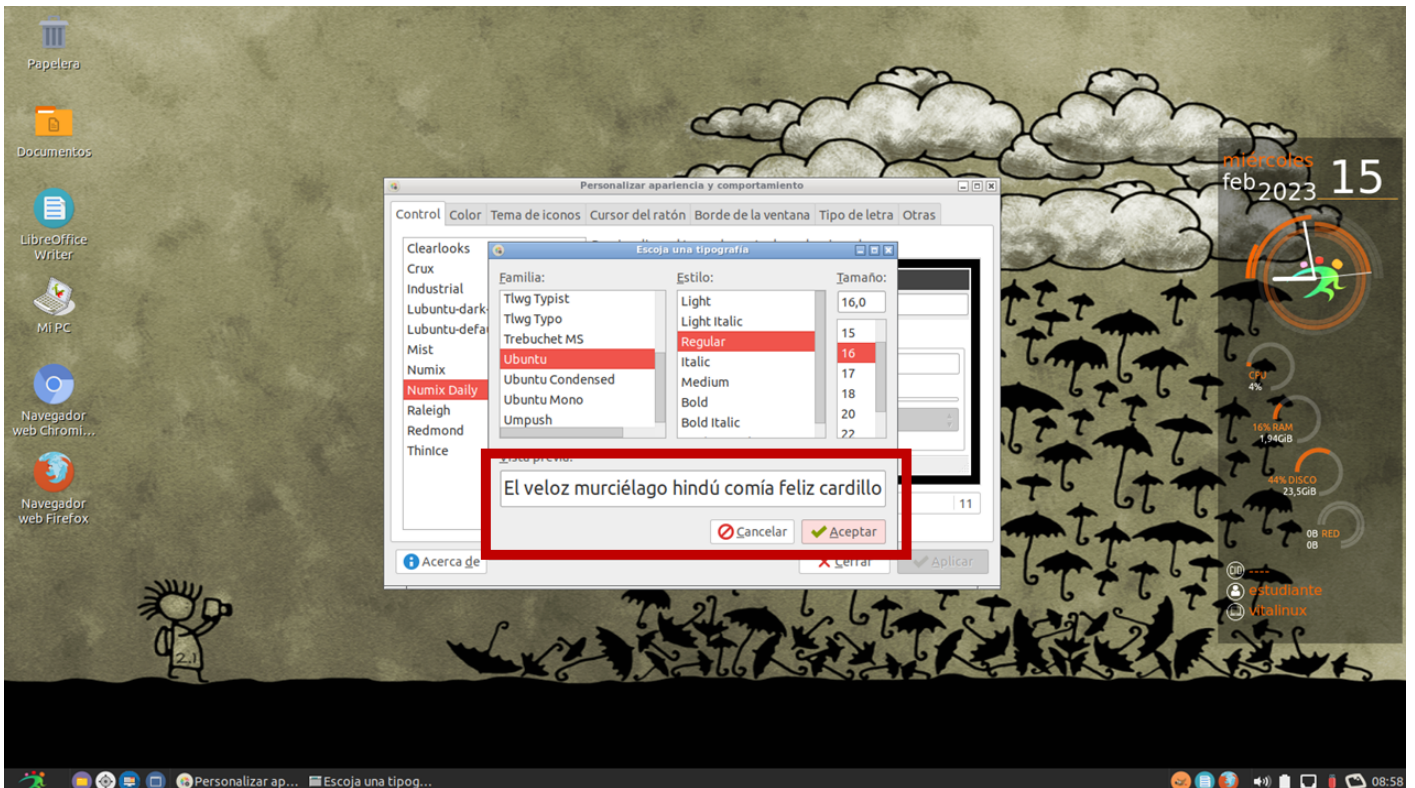 Papelera
Documentos
LibreOffice
Writer
Mi PC
Navegador
web Chromi...
Navegador
web Firefox
2.1
Personalizar apariencia y comportamiento
Control Color Tema de iconos Cursor del ratón Borde de la ventana Tipo de letra Otras
Clearlooks
Crux
Industrial
Lubuntu-dark-
Lubuntu-defau
Mist
Numix
Numix Daily
Raleigh
Redmond
ThinIce
11
Acerca de
Cerrar
Aplicar
Escoja una tipografía
Familia:
Tlwg Typist
Tlwg Typo
Trebuchet MS
Ubuntu
Ubuntu Condensed
Ubuntu Mono
Umpush
Estilo:
Light
Light Italic
Regular
Italic
Medium
Bold
Bold Italic
Tamaño:
16,0
15
16
17
18
20
22
Vista previa:
El veloz murciélago hindú comía feliz cardillo
Cancelar
Aceptar
miércoles
feb 2023 15
CPU
4%
16% RAM
1,94GiB
44% DISCO
23,5GiB
0B RED
0B
----
estudiante
vitalinux
Personalizar ap... Escoja una tipog...
08:58